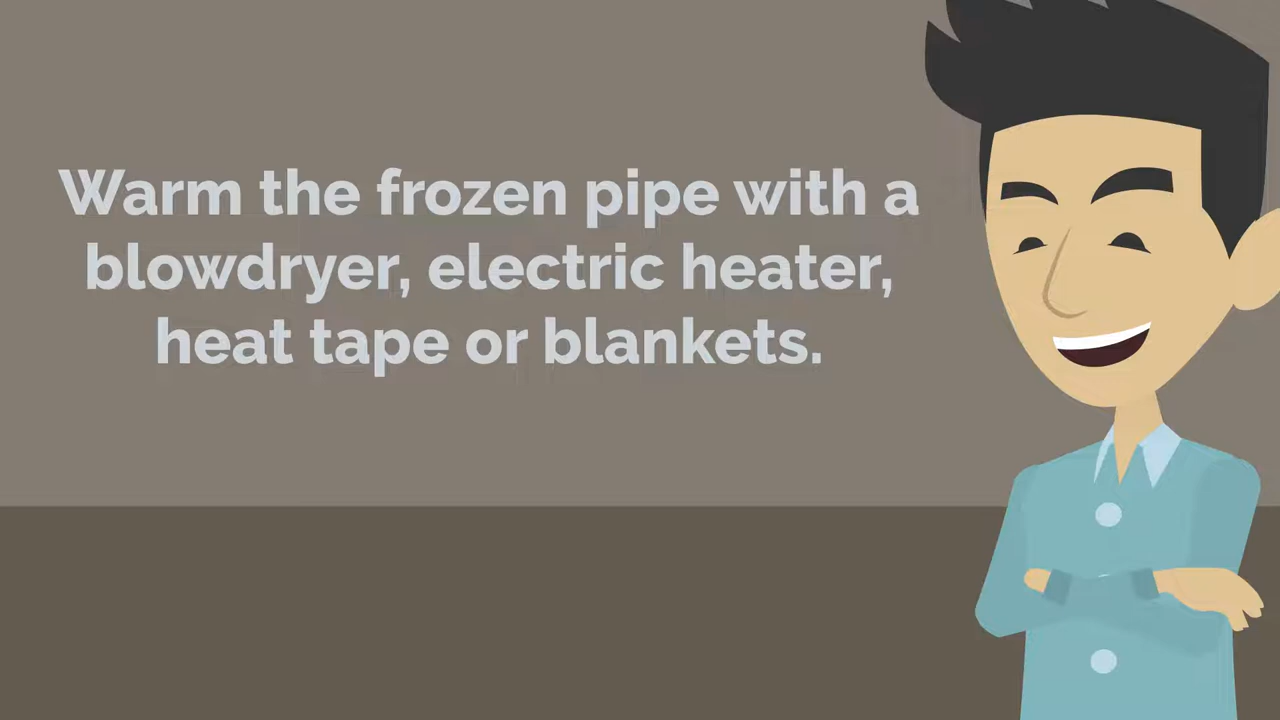 Warm the frozen pipe with a
blowdryer, electric heater,
heat tape or blankets.